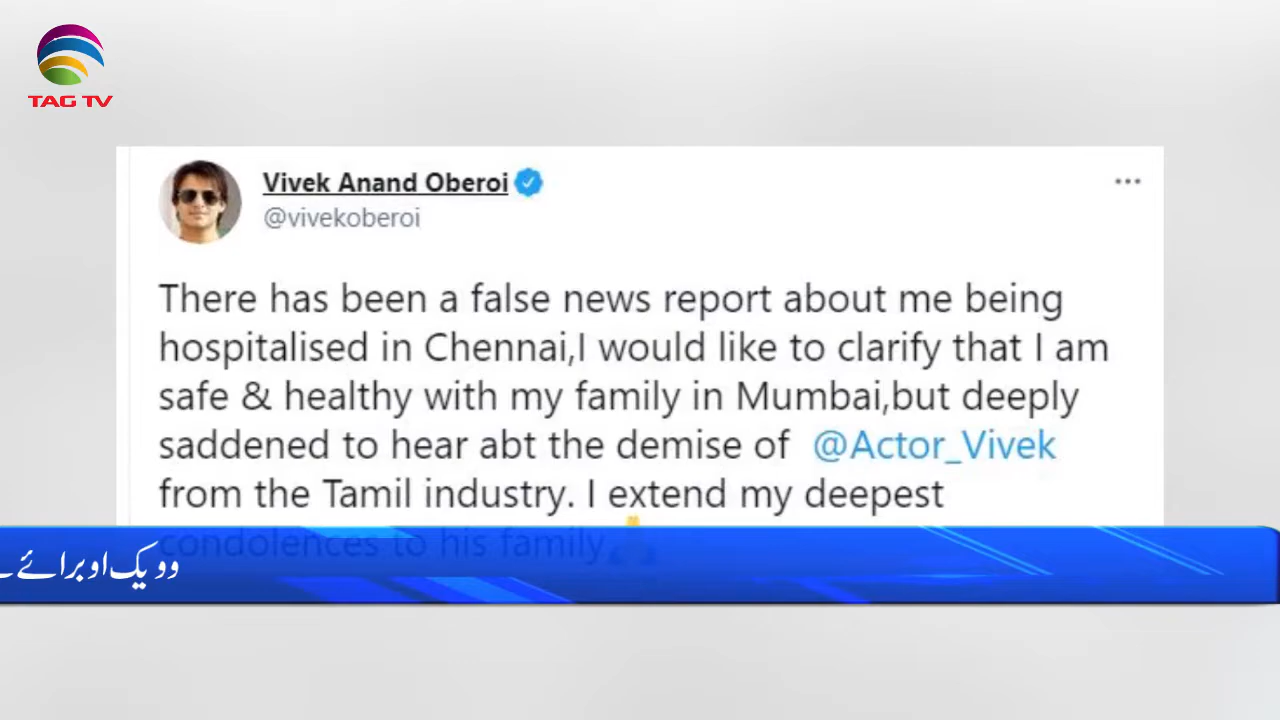 TAG TV
Vivek Anand Oberoi
@vivekoberoi
There has been a false news report about me being
hospitalised in Chennai,I would like to clarify that I am
safe & healthy with my family in Mumbai,but deeply
saddened to hear abt the demise of @Actor_Vivek
from the Tamil industry. I extend my deepest
condolences to his family
وویک اوبرائے